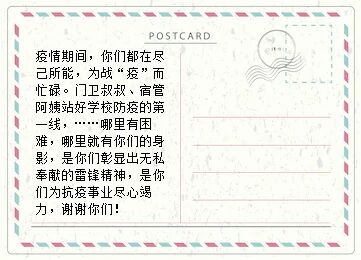 POSTCARD
疫情期间，你们都在尽
己所能，为战“疫”而
忙碌。门卫叔叔、宿管
阿姨站好学校防疫的第
一线，……哪里有困
难，哪里就有你们的身
影，是你们彰显出无私
奉献的雷锋精神，是你
们为抗疫事业尽心竭
力，谢谢你们！